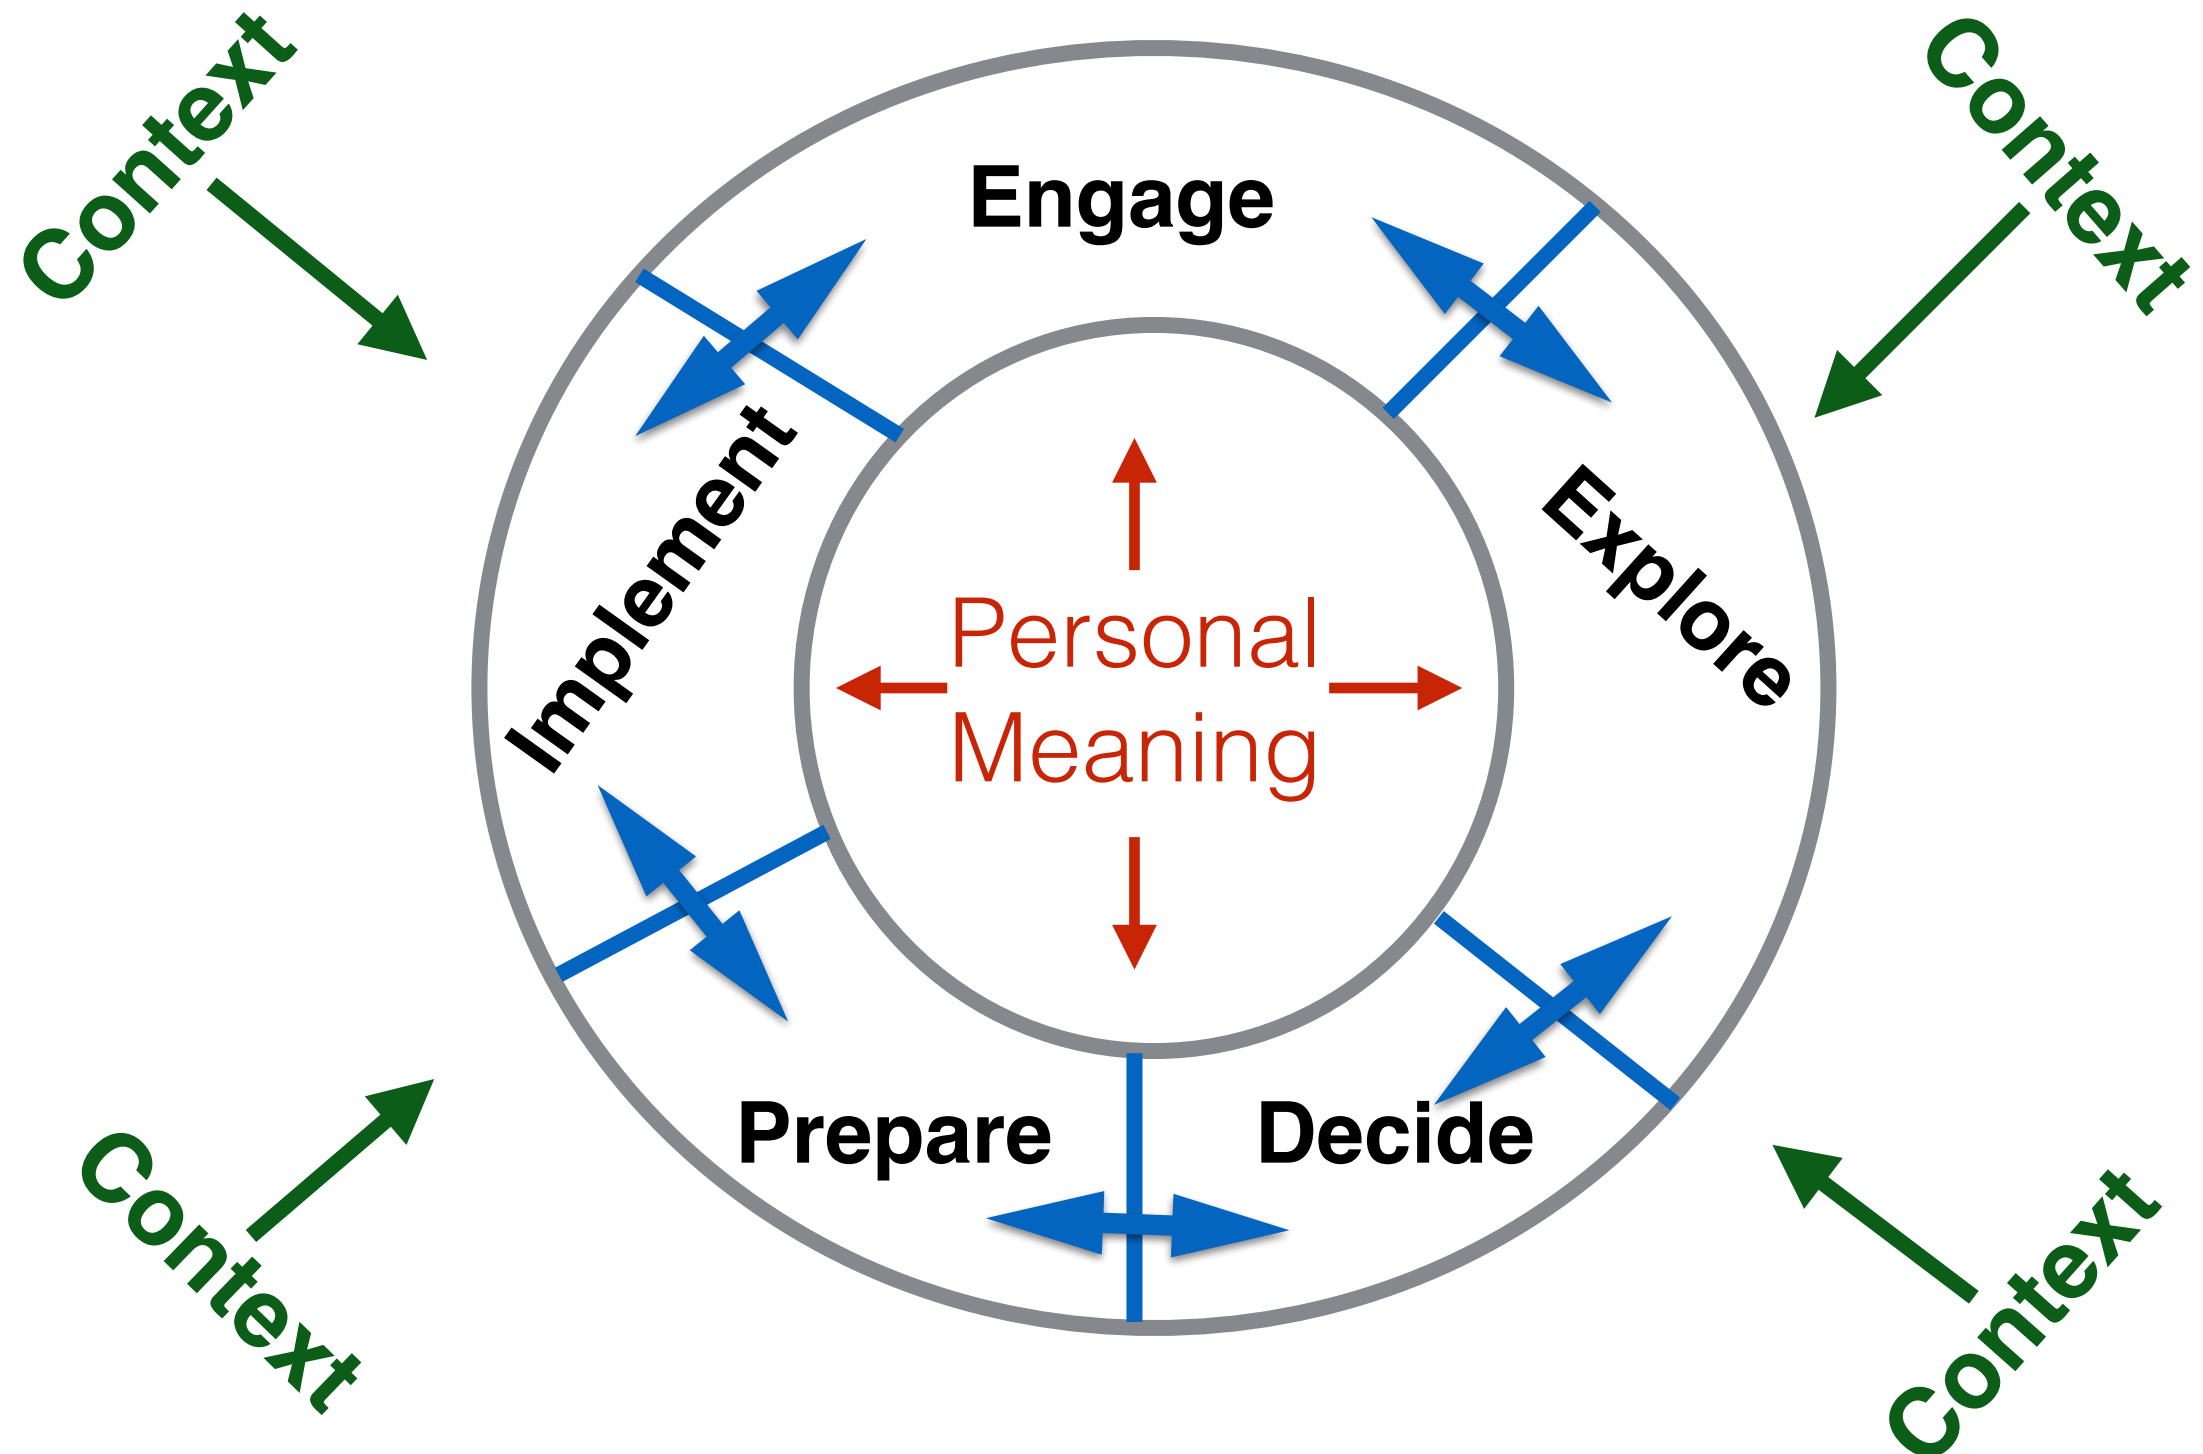 Context
Context
Engage
Explore
Implement
Personal
Meaning
Prepare
Decide
Context
Context